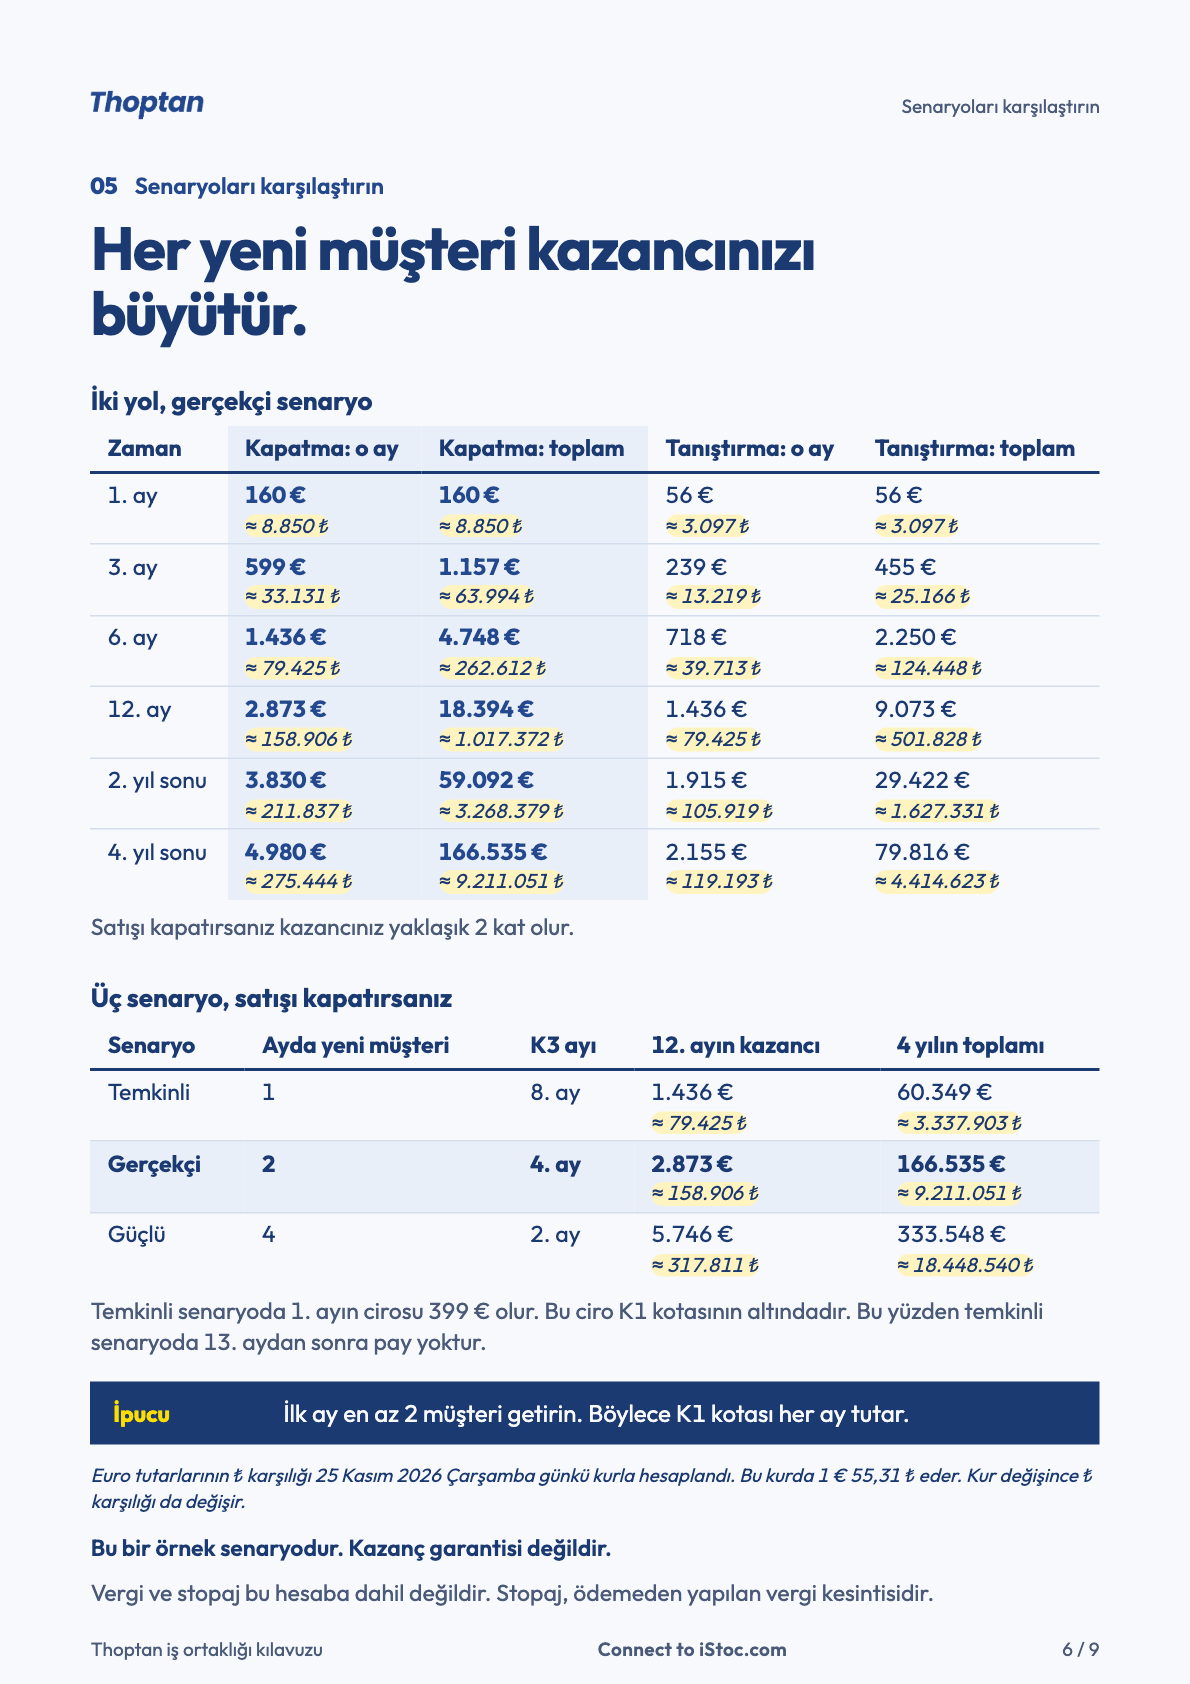 Thoptan
Senaryoları karşılaştırın
05 Senaryoları karşılaştırın
Her yeni müşteri kazancınızı
büyütür.
İki yol, gerçekçi senaryo
Zaman Kapatma: o ay Kapatma: toplam Tanıştırma: o ay Tanıştırma: toplam
1. ay 160 € 160 € 56 € 56 €
≈ 8.850 ₺ ≈ 8.850 ₺ ≈ 3.097 ₺ ≈ 3.097 ₺
3. ay 599 € 1.157 € 239 € 455 €
≈ 33.131 ₺ ≈ 63.994 ₺ ≈ 13.219 ₺ ≈ 25.166 ₺
6. ay 1.436 € 4.748 € 718 € 2.250 €
≈ 79.425 ₺ ≈ 262.612 ₺ ≈ 39.713 ₺ ≈ 124.448 ₺
12. ay 2.873 € 18.394 € 1.436 € 9.073 €
≈ 158.906 ₺ ≈ 1.017.372 ₺ ≈ 79.425 ₺ ≈ 501.828 ₺
2. yıl sonu 3.830 € 59.092 € 1.915 € 29.422 €
≈ 211.837 ₺ ≈ 3.268.379 ₺ ≈ 105.919 ₺ ≈ 1.627.331 ₺
4. yıl sonu 4.980 € 166.535 € 2.155 € 79.816 €
≈ 275.444 ₺ ≈ 9.211.051 ₺ ≈ 119.193 ₺ ≈ 4.414.623 ₺
Satışı kapatırsanız kazancınız yaklaşık 2 kat olur.
Üç senaryo, satışı kapatırsanız
Senaryo Ayda yeni müşteri K3 ayı 12. ayın kazancı 4 yılın toplamı
Temkinli 1 8. ay 1.436 € 60.349 €
≈ 79.425 ₺ ≈ 3.337.903 ₺
Gerçekçi 2 4. ay 2.873 € 166.535 €
≈ 158.906 ₺ ≈ 9.211.051 ₺
Güçlü 4 2. ay 5.746 € 333.548 €
≈ 317.811 ₺ ≈ 18.448.540 ₺
Temkinli senaryoda 1. ayın cirosu 399 € olur. Bu ciro K1 kotasının altındadır. Bu yüzden temkinli
senaryoda 13. aydan sonra pay yoktur.
İpucu İlk ay en az 2 müşteri getirin. Böylece K1 kotası her ay tutar.
Euro tutarlarının ₺ karşılığı 25 Kasım 2026 Çarşamba günkü kurla hesaplandı. Bu kurda 1 € 55,31 ₺ eder. Kur değişince ₺
karşılığı da değişir.
Bu bir örnek senaryodur. Kazanç garantisi değildir.
Vergi ve stopaj bu hesaba dahil değildir. Stopaj, ödemeden yapılan vergi kesintisidir.
Thoptan iş ortaklığı kılavuzu Connect to iStoc.com 6 / 9